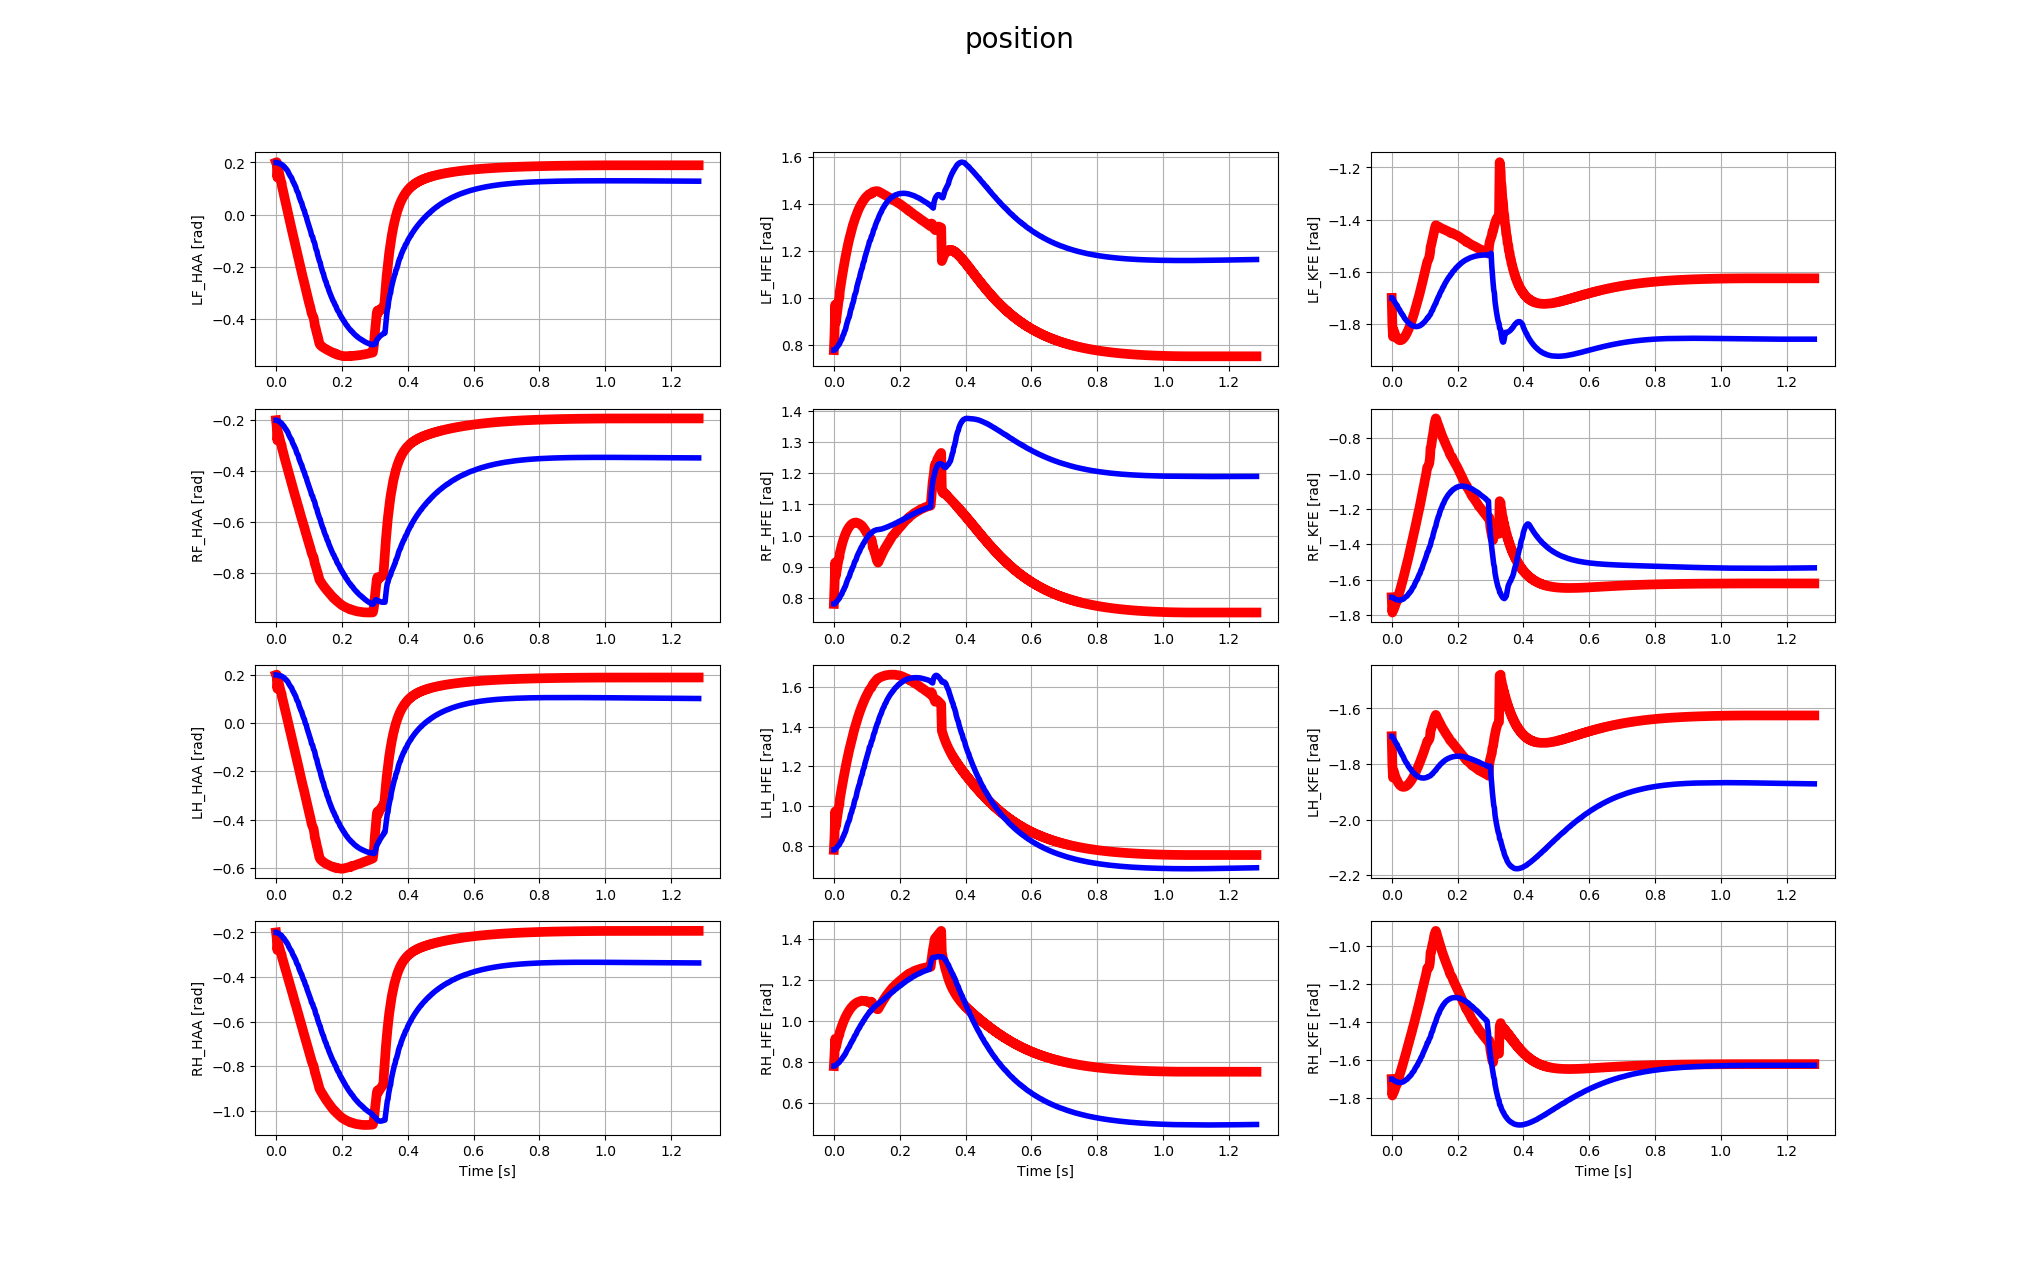 position
LF_HAA [rad]
0.2
0.0
−0.2
−0.4
0.0 0.2 0.4 0.6 0.8 1.0 1.2
LF_HFE [rad]
1.6
1.4
1.2
1.0
0.8
0.0 0.2 0.4 0.6 0.8 1.0 1.2
LF_KFE [rad]
−1.2
−1.4
−1.6
−1.8
0.0 0.2 0.4 0.6 0.8 1.0 1.2
RF_HAA [rad]
−0.2
−0.4
−0.6
−0.8
0.0 0.2 0.4 0.6 0.8 1.0 1.2
RF_HFE [rad]
1.4
1.3
1.2
1.1
1.0
0.9
0.8
0.0 0.2 0.4 0.6 0.8 1.0 1.2
RF_KFE [rad]
−0.8
−1.0
−1.2
−1.4
−1.6
−1.8
0.0 0.2 0.4 0.6 0.8 1.0 1.2
LH_HAA [rad]
0.2
0.0
−0.2
−0.4
−0.6
0.0 0.2 0.4 0.6 0.8 1.0 1.2
LH_HFE [rad]
1.6
1.4
1.2
1.0
0.8
0.0 0.2 0.4 0.6 0.8 1.0 1.2
LH_KFE [rad]
−1.6
−1.8
−2.0
−2.2
0.0 0.2 0.4 0.6 0.8 1.0 1.2
RH_HAA [rad]
−0.2
−0.4
−0.6
−0.8
−1.0
0.0 0.2 0.4 0.6 0.8 1.0 1.2
Time [s]
RH_HFE [rad]
1.4
1.2
1.0
0.8
0.6
0.0 0.2 0.4 0.6 0.8 1.0 1.2
Time [s]
RH_KFE [rad]
−1.0
−1.2
−1.4
−1.6
−1.8
0.0 0.2 0.4 0.6 0.8 1.0 1.2
Time [s]